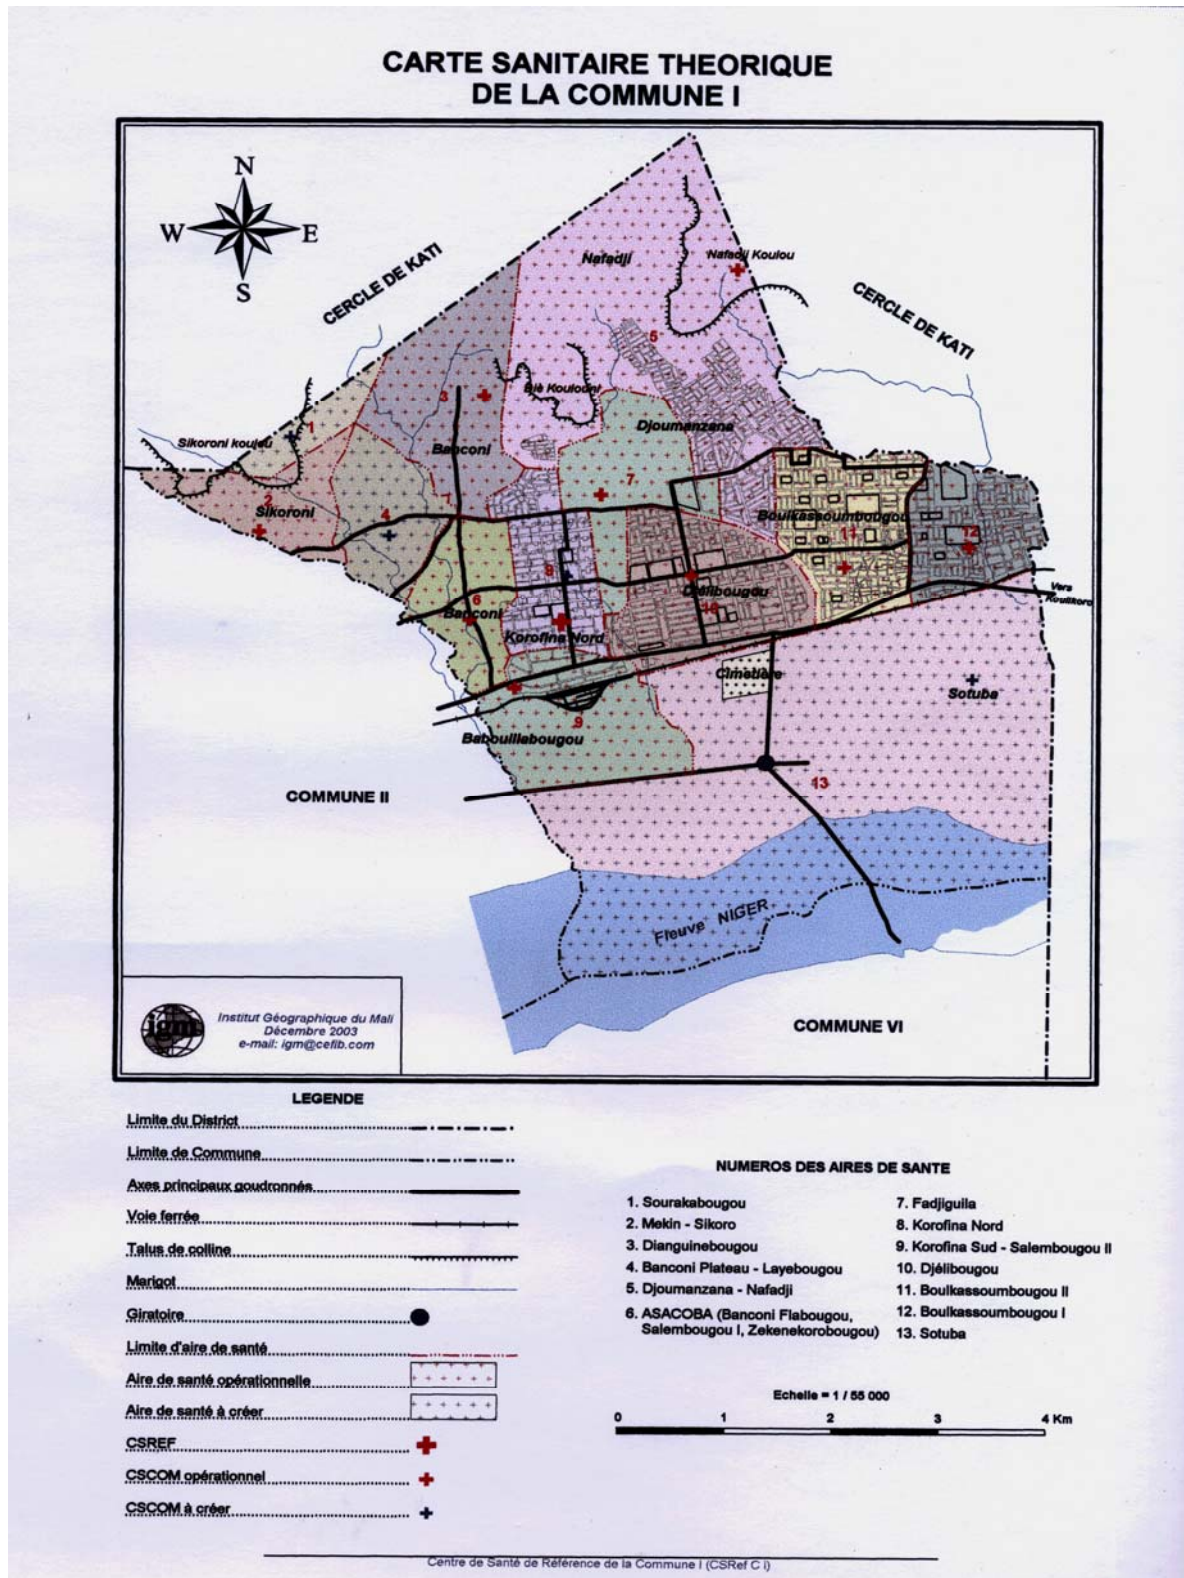 CARTE SANITAIRE THEORIQUE
DE LA COMMUNE I
N
W
E
S
CERCLE DE KATI
CERCLE DE KATI
Nafadji
Nafadji Koulou
5
3
Blè Koulouni
Djoumanzana
1
Sikoroni koulou
Banconi
7
2
Sikoroni
4
Boulkassoumbougou
11
12
8
Djélibougou
Vers
Koulikoro
6
Banconi
10
Korofina Nord
Cimetière
Sotuba
9
Babouillabougou
13
COMMUNE II
Fleuve NIGER
COMMUNE VI
igm
Institut Géographique du Mali
Décembre 2003
e-mail: igm@cefib.com
LEGENDE
Limite du District
Limite de Commune
Axes principaux goudronnés
Voie ferrée
Talus de colline
Marigot
Giratoire
Limite d'aire de santé
Aire de santé opérationnelle
Aire de santé à créer
CSREF
CSCOM opérationnel
CSCOM à créer
NUMEROS DES AIRES DE SANTE
1. Sourakabougou
2. Mekin - Sikoro
3. Dianguinebougou
4. Banconi Plateau - Layebougou
5. Djoumanzana - Nafadji
6. ASACOBA (Banconi Flabougou,
Salembougou I, Zekenekorobougou)
7. Fadjiguila
8. Korofina Nord
9. Korofina Sud - Salembougou II
10. Djélibougou
11. Boulkassoumbougou II
12. Boulkassoumbougou I
13. Sotuba
Echelle = 1 / 55 000
0 1 2 3 4 Km
Centre de Santé de Référence de la Commune I (CSRef C i)